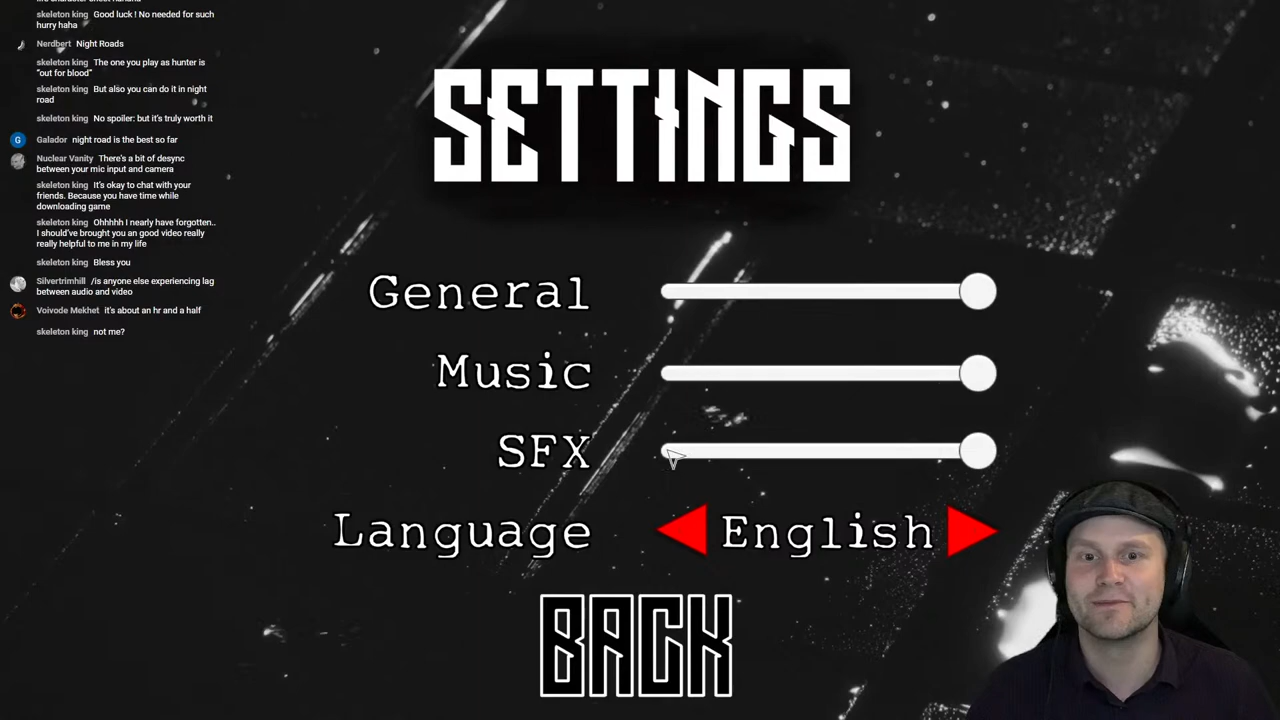 skeleton king Good luck ! No needed for such
hurry haha
Nerdbert Night Roads
skeleton king The one you play as hunter is
“out for blood”
skeleton king But also you can do it in night
road
skeleton king No spoiler: but it's truly worth it
G
Galador night road is the best so far
Nuclear Vanity There's a bit of desync
between your mic input and camera
skeleton king It's okay to chat with your
friends. Because you have time while
downloading game
skeleton king Ohhhhh I nearly have forgotten..
I should've brought you an good video really
really helpful to me in my life
skeleton king Bless you
Silvertrimhill /is anyone else experiencing lag
between audio and video
Voivode Mekhet it's about an hr and a half
skeleton king not me?
SETTINGS
General
Music
SFX
Language English
BACK